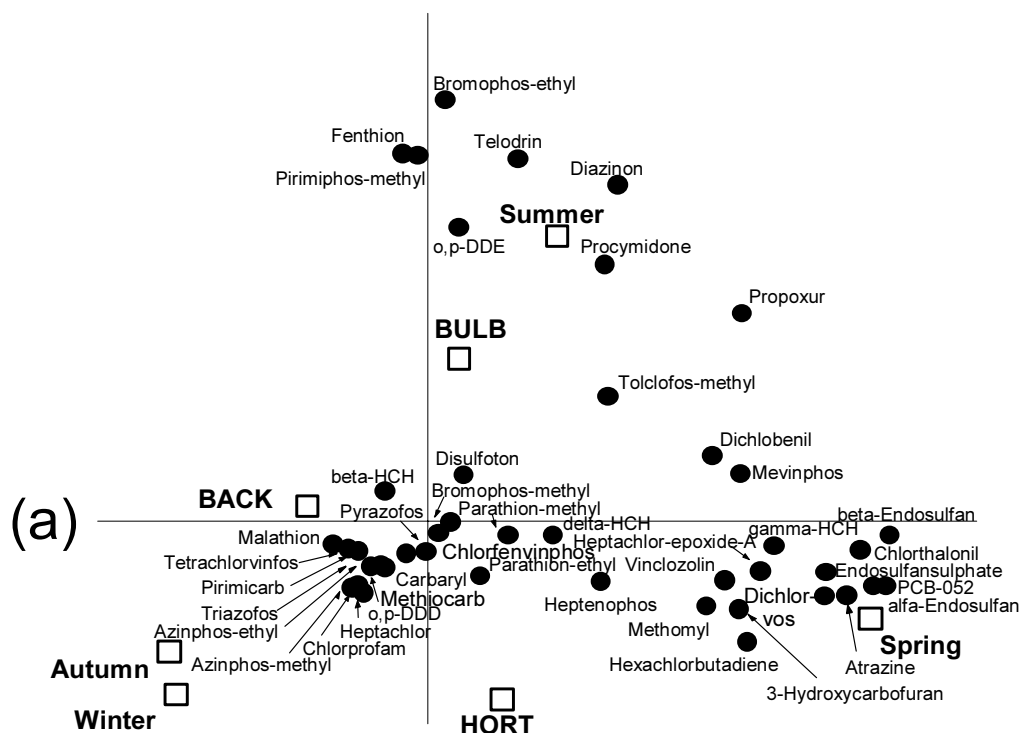 Bromophos-ethyl
Fenthion
Telodrin
Pirimiphos-methyl
Diazinon
Summer
o,p-DDE
Procymidone
Propoxur
BULB
Tolclofos-methyl
Dichlobenil
Disulfoton
Mevinphos
beta-HCH
Bromophos-methyl
BACK
Pyrazofos
Parathion-methyl
beta-Endosulfan
(a)
delta-HCH
gamma-HCH
Malathion
Chlorfenvinphos
Heptachlor-epoxide-A
Chlorthalonil
Tetrachlorvinfos
Parathion-ethyl
Vinclozolin
Endosulfansulphate
Pirimicarb
Carbaryl
PCB-052
Methiocarb
Heptenophos
Dichlor-
vos
alfa-Endosulfan
Triazofos
o,p-DDD
Methomyl
Azinphos-ethyl
Heptachlor
Spring
Chlorprofam
Azinphos-methyl
Hexachlorbutadiene
Atrazine
Autumn
3-Hydroxycarbofuran
Winter
HORT